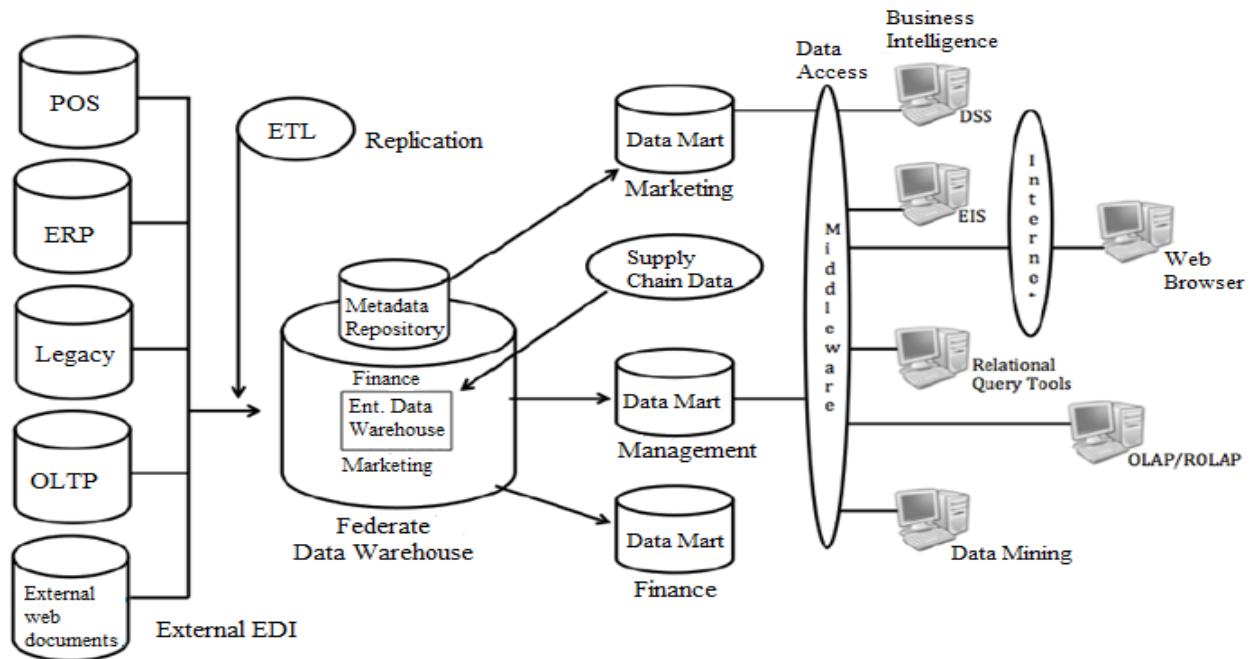 POS
ERP
Legacy
OLTP
External
web
documents
External EDI
ETL
Replication
Metadata
Repository
Finance
Ent. Data
Warehouse
Marketing
Federate
Data Warehouse
Data Mart
Marketing
Supply
Chain Data
Data Mart
Management
Data Mart
Finance
Data
Access
Middleware
Business
Intelligence
DSS
EIS
Internet
Web
Browser
Relational
Query Tools
OLAP/ROLAP
Data Mining